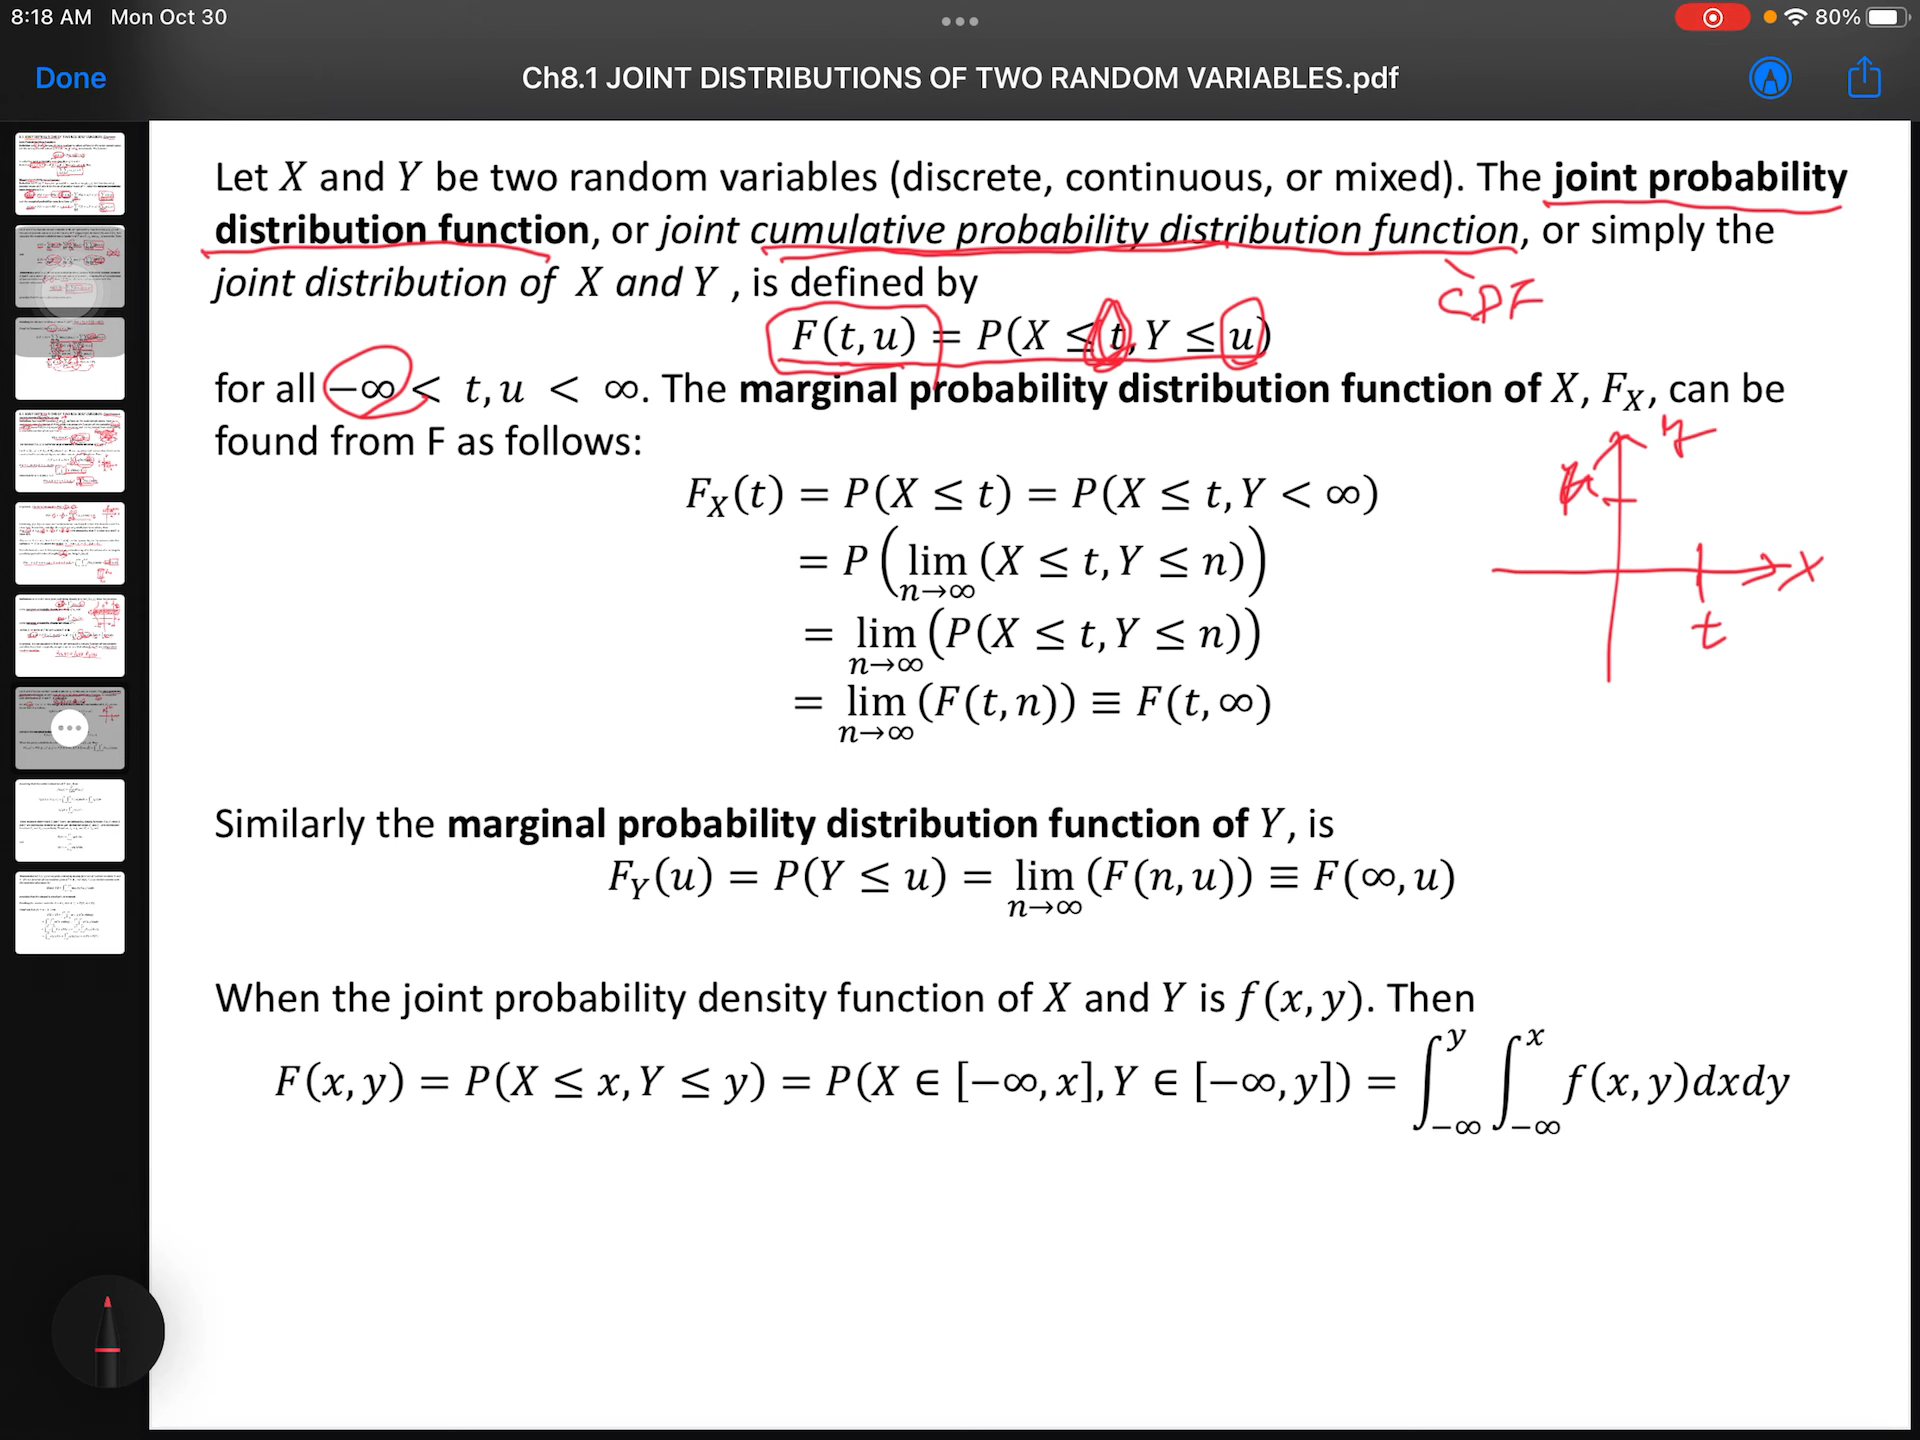 8:18 AM Mon Oct 30
80%
Done
Ch8.1 JOINT DISTRIBUTIONS OF TWO RANDOM VARIABLES.pdf
Let X and Y be two random variables (discrete, continuous, or mixed). The joint probability
distribution function, or joint cumulative probability distribution function, or simply the
joint distribution of X and Y , is defined by
CPF
F(t, u) = P(X ≤ t, Y ≤ u)
for all −∞ < t, u < ∞. The marginal probability distribution function of X, F_X, can be
found from F as follows:
y
F_X(t) = P(X ≤ t) = P(X ≤ t, Y < ∞)
= P(lim_{n→∞}(X ≤ t, Y ≤ n))
x
= lim_{n→∞}(P(X ≤ t, Y ≤ n))
t
= lim_{n→∞}(F(t, n)) ≡ F(t, ∞)
Similarly the marginal probability distribution function of Y, is
F_Y(u) = P(Y ≤ u) = lim_{n→∞}(F(n, u)) ≡ F(∞, u)
When the joint probability density function of X and Y is f(x, y). Then
F(x, y) = P(X ≤ x, Y ≤ y) = P(X ∈ [−∞, x], Y ∈ [−∞, y]) = ∫_{−∞}^{y} ∫_{−∞}^{x} f(x, y)dxdy